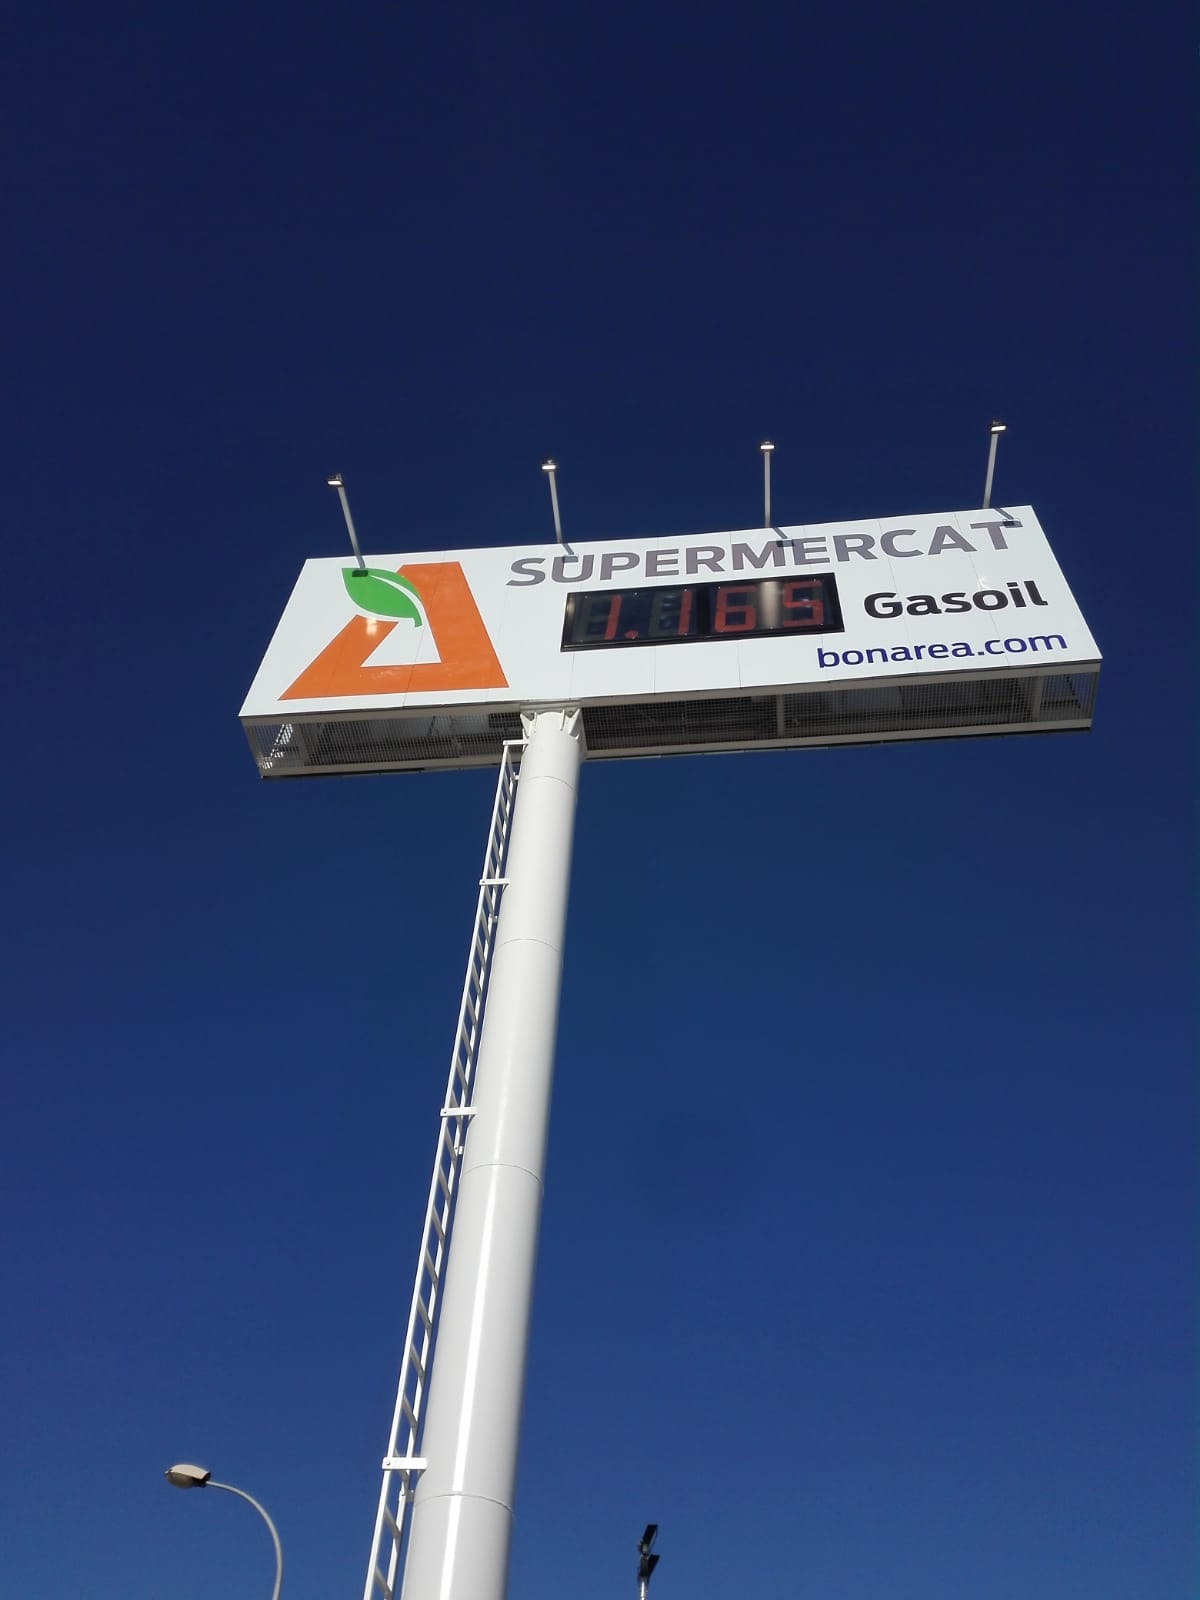 SUPERMERCAT
1.165 Gasoil
bonarea.com